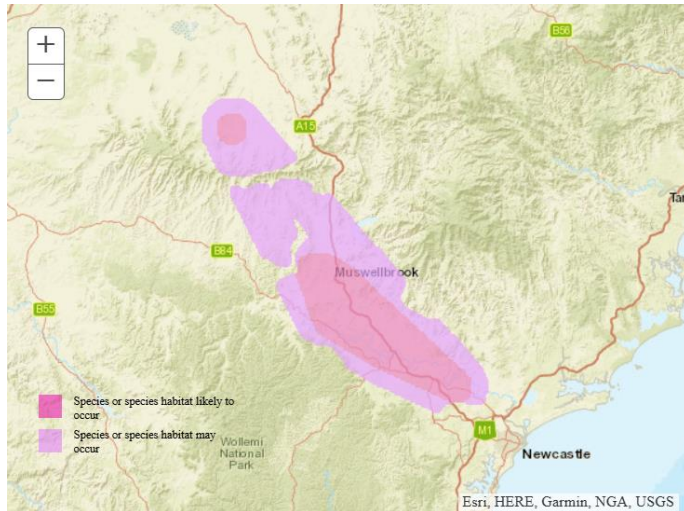 +
B56
−
A15
Tar
B84
Muswellbrook
B55
Species or species habitat likely to
occur
Species or species habitat may
occur
Wollemi
National
Park
M1
Newcastle
Esri, HERE, Garmin, NGA, USGS